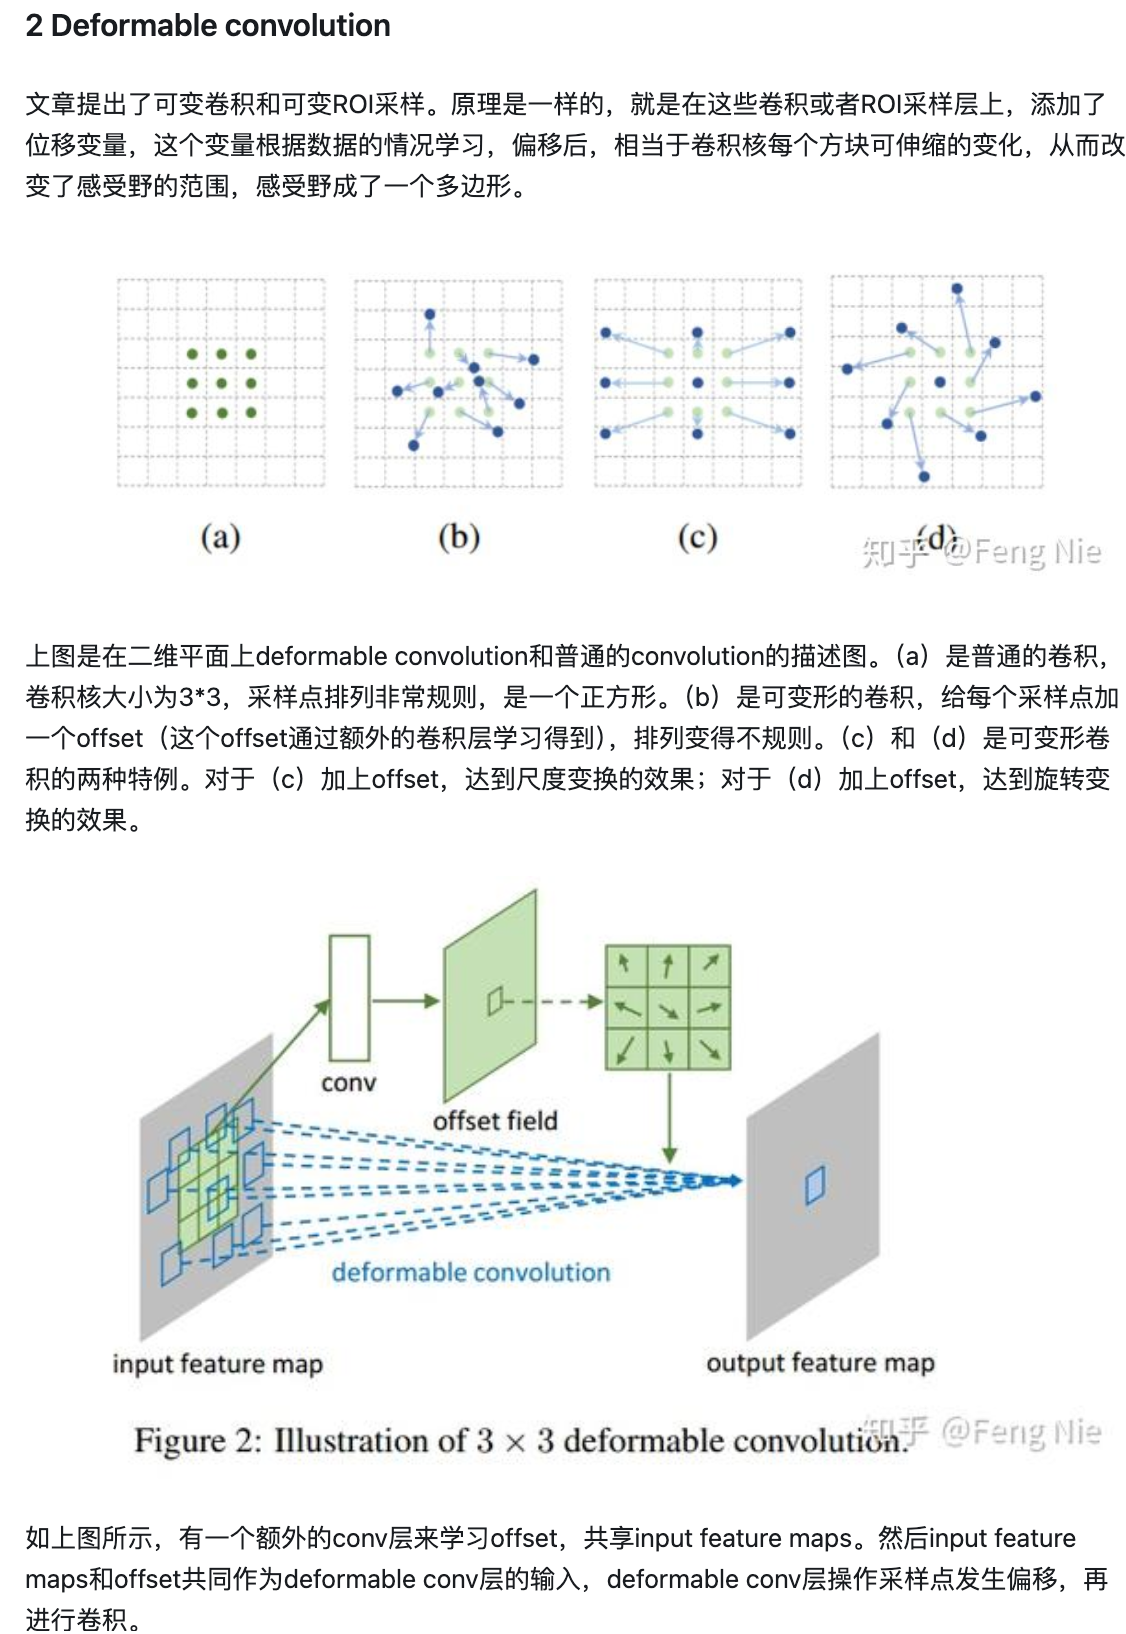 2 Deformable convolution
文章提出了可变卷积和可变ROI采样。原理是一样的，就是在这些卷积或者ROI采样层上，添加了
位移变量，这个变量根据数据的情况学习，偏移后，相当于卷积核每个方块可伸缩的变化，从而改
变了感受野的范围，感受野成了一个多边形。
(a) (b) (c) (d)
知乎 @Feng Nie
上图是在二维平面上deformable convolution和普通的convolution的描述图。（a）是普通的卷积，
卷积核大小为3*3，采样点排列非常规则，是一个正方形。（b）是可变形的卷积，给每个采样点加
一个offset（这个offset通过额外的卷积层学习得到），排列变得不规则。（c）和（d）是可变形卷
积的两种特例。对于（c）加上offset，达到尺度变换的效果；对于（d）加上offset，达到旋转变
换的效果。
conv
offset field
deformable convolution
input feature map
output feature map
Figure 2: Illustration of 3 × 3 deformable convolution.
知乎 @Feng Nie
如上图所示，有一个额外的conv层来学习offset，共享input feature maps。然后input feature
maps和offset共同作为deformable conv层的输入，deformable conv层操作采样点发生偏移，再
进行卷积。